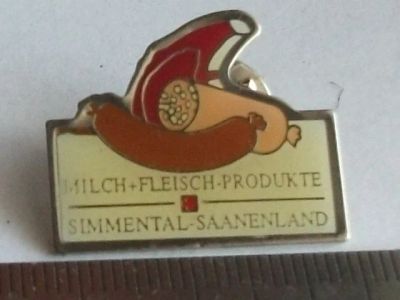 MILCH+FLEISCH-PRODUKTE
SIMMENTAL-SAANENLAND